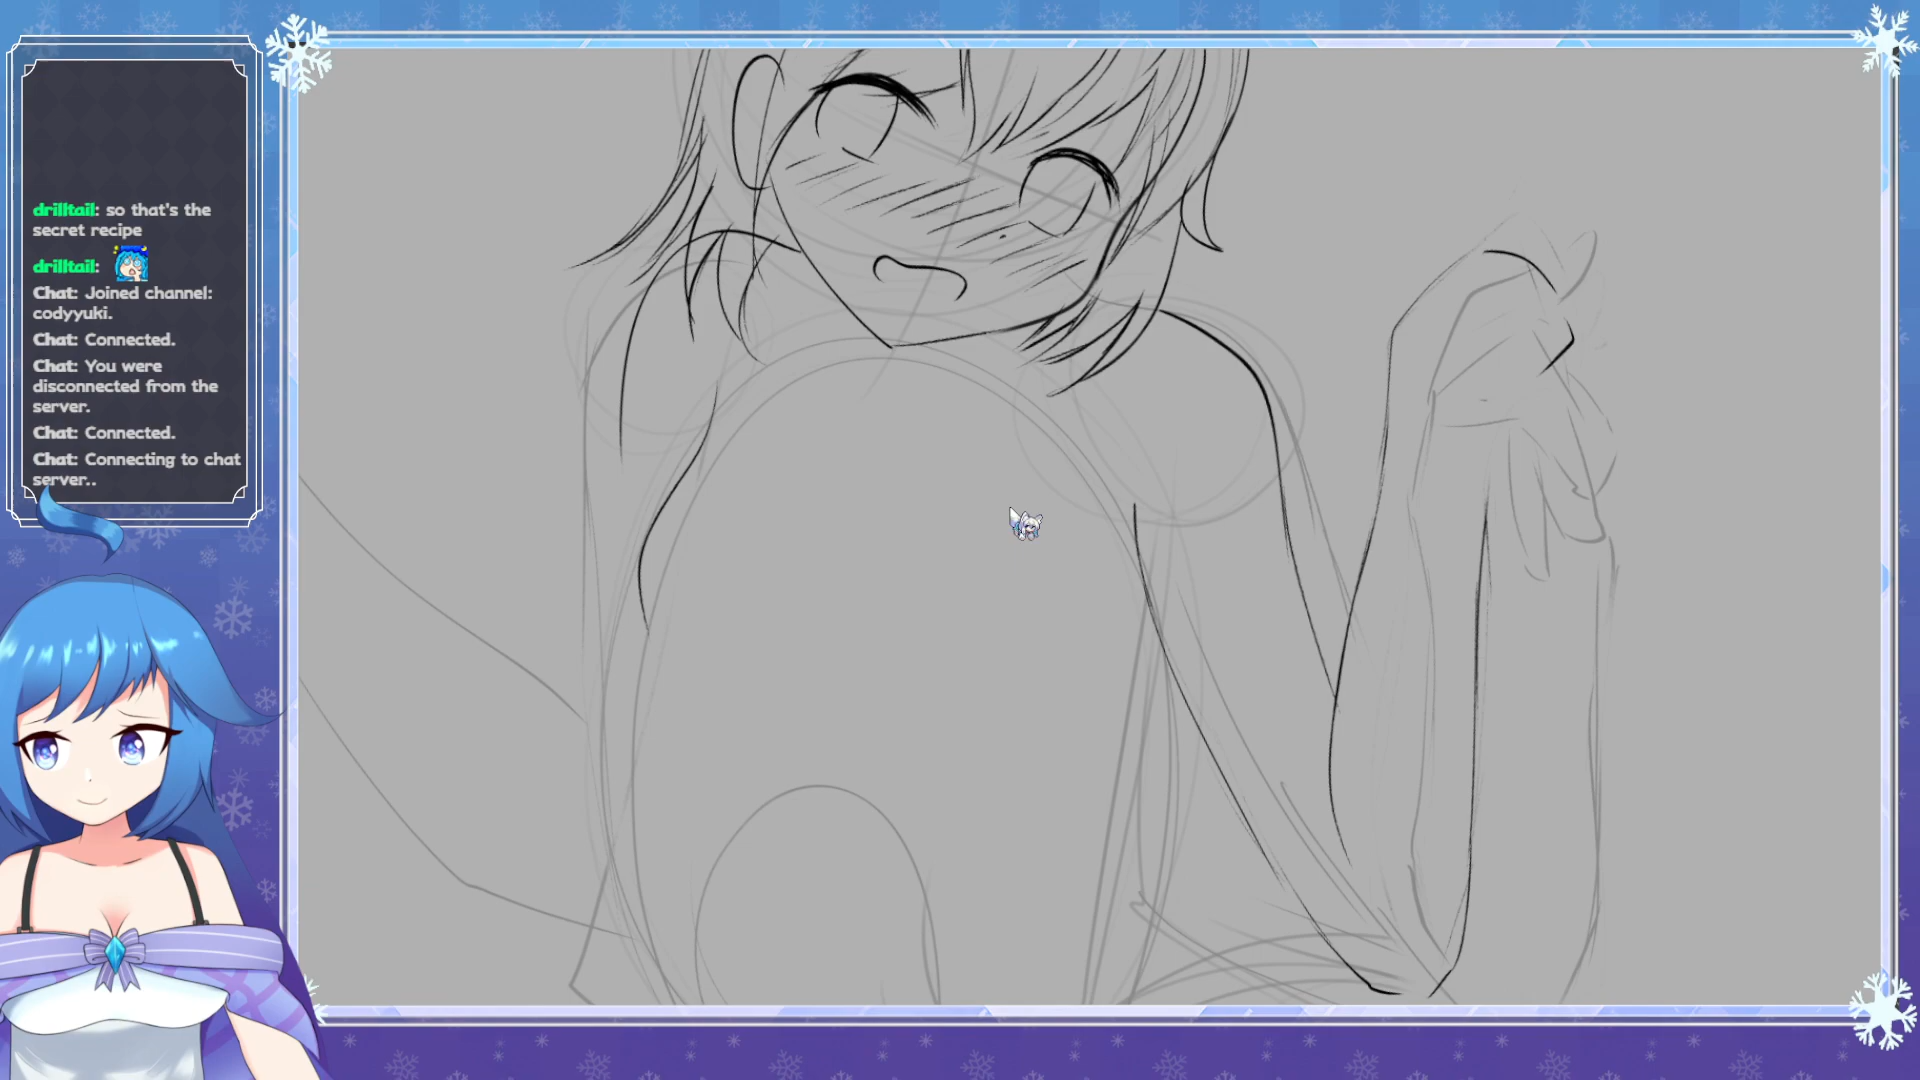 drilltail: so that's the
secret recipe
drilltail:
Chat: Joined channel:
codyyuki.
Chat: Connected.
Chat: You were
disconnected from the
server.
Chat: Connected.
Chat: Connecting to chat
server..